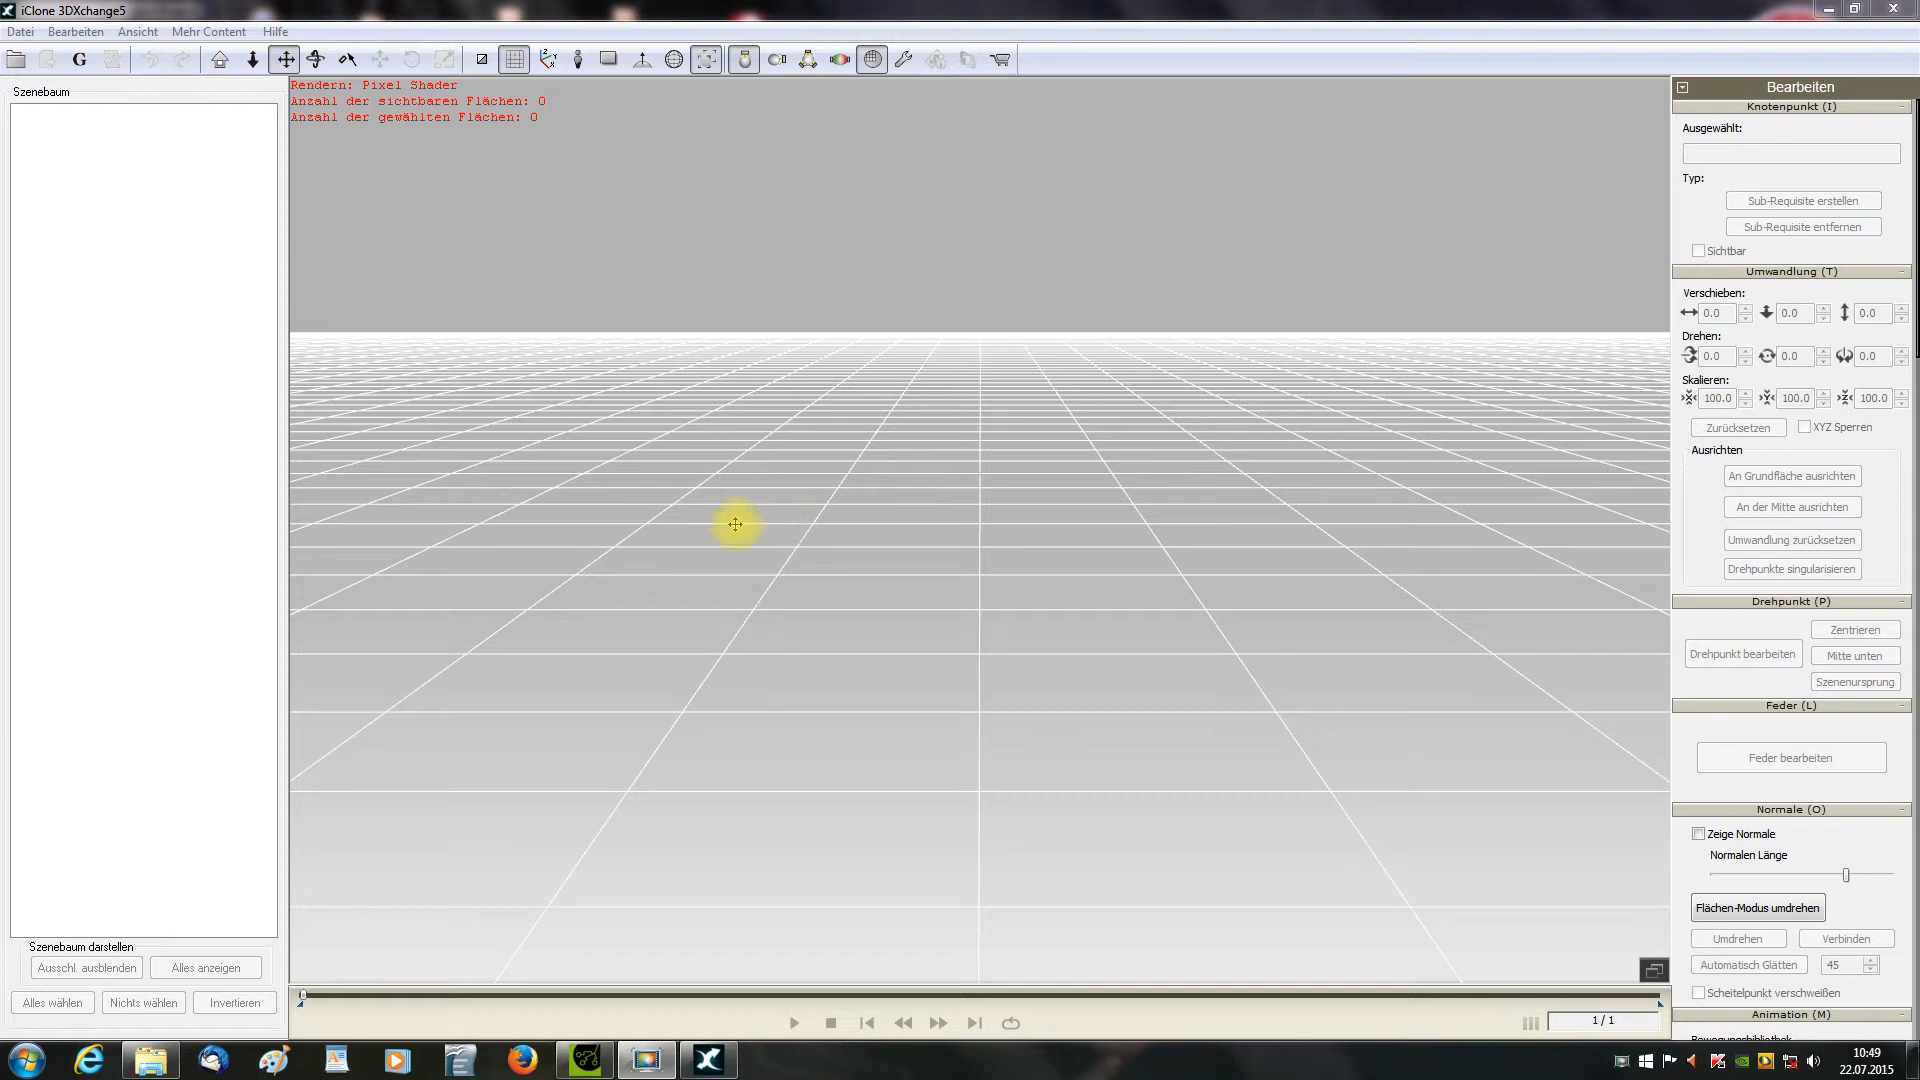 iClone 3DXchange5
Datei Bearbeiten Ansicht Mehr Content Hilfe
G
Szenebaum
Rendern: Pixel Shader
Anzahl der sichtbaren Flächen: 0
Anzahl der gewählten Flächen: 0
Szenebaum darstellen
Ausschl. ausblenden Alles anzeigen
Alles wählen Nichts wählen Invertieren
Bearbeiten
Knotenpunkt (I)
Ausgewählt:
Typ:
Sub-Requisite erstellen
Sub-Requisite entfernen
Sichtbar
Umwandlung (T)
Verschieben:
0.0 0.0 0.0
Drehen:
0.0 0.0 0.0
Skalieren:
100.0 100.0 100.0
Zurücksetzen XYZ Sperren
Ausrichten
An Grundfläche ausrichten
An der Mitte ausrichten
Umwandlung zurücksetzen
Drehpunkte singularisieren
Drehpunkt (P)
Zentrieren
Drehpunkt bearbeiten Mitte unten
Szenenursprung
Feder (L)
Feder bearbeiten
Normale (O)
Zeige Normale
Normalen Länge
Flächen-Modus umdrehen
Umdrehen Verbinden
Automatisch Glätten 45
Scheitelpunkt verschweißen
Animation (M)
Bewegungsbibliothek
1 / 1
10:49
22.07.2015